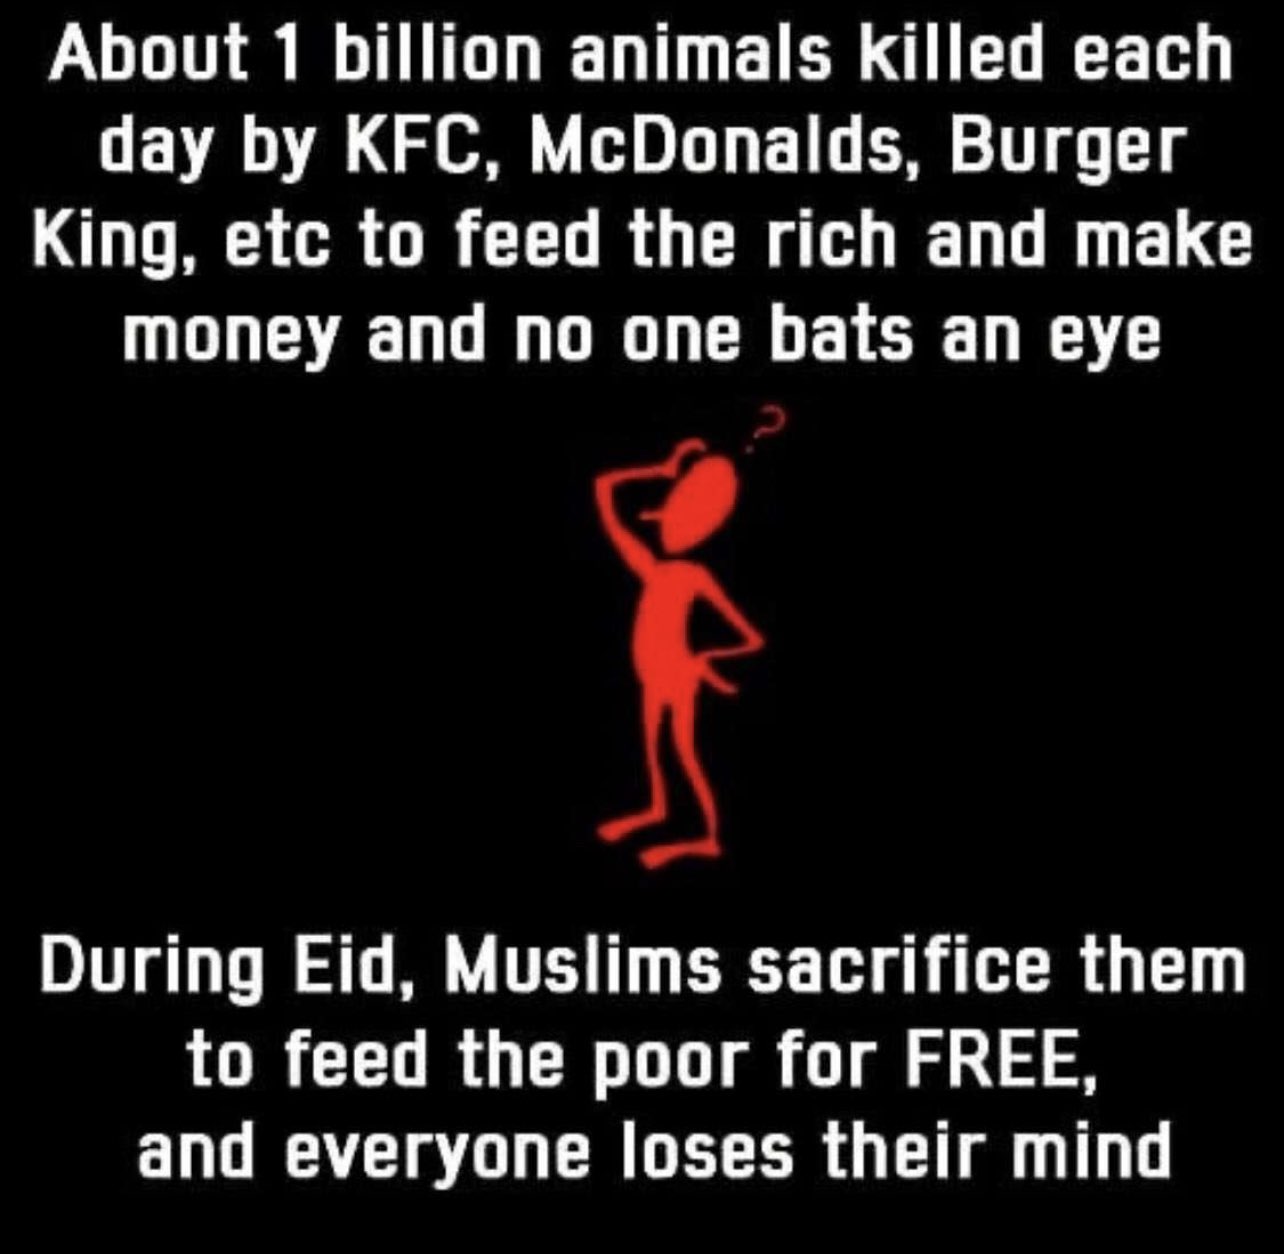 About 1 billion animals killed each
day by KFC, McDonalds, Burger
King, etc to feed the rich and make
money and no one bats an eye
?
During Eid, Muslims sacrifice them
to feed the poor for FREE,
and everyone loses their mind